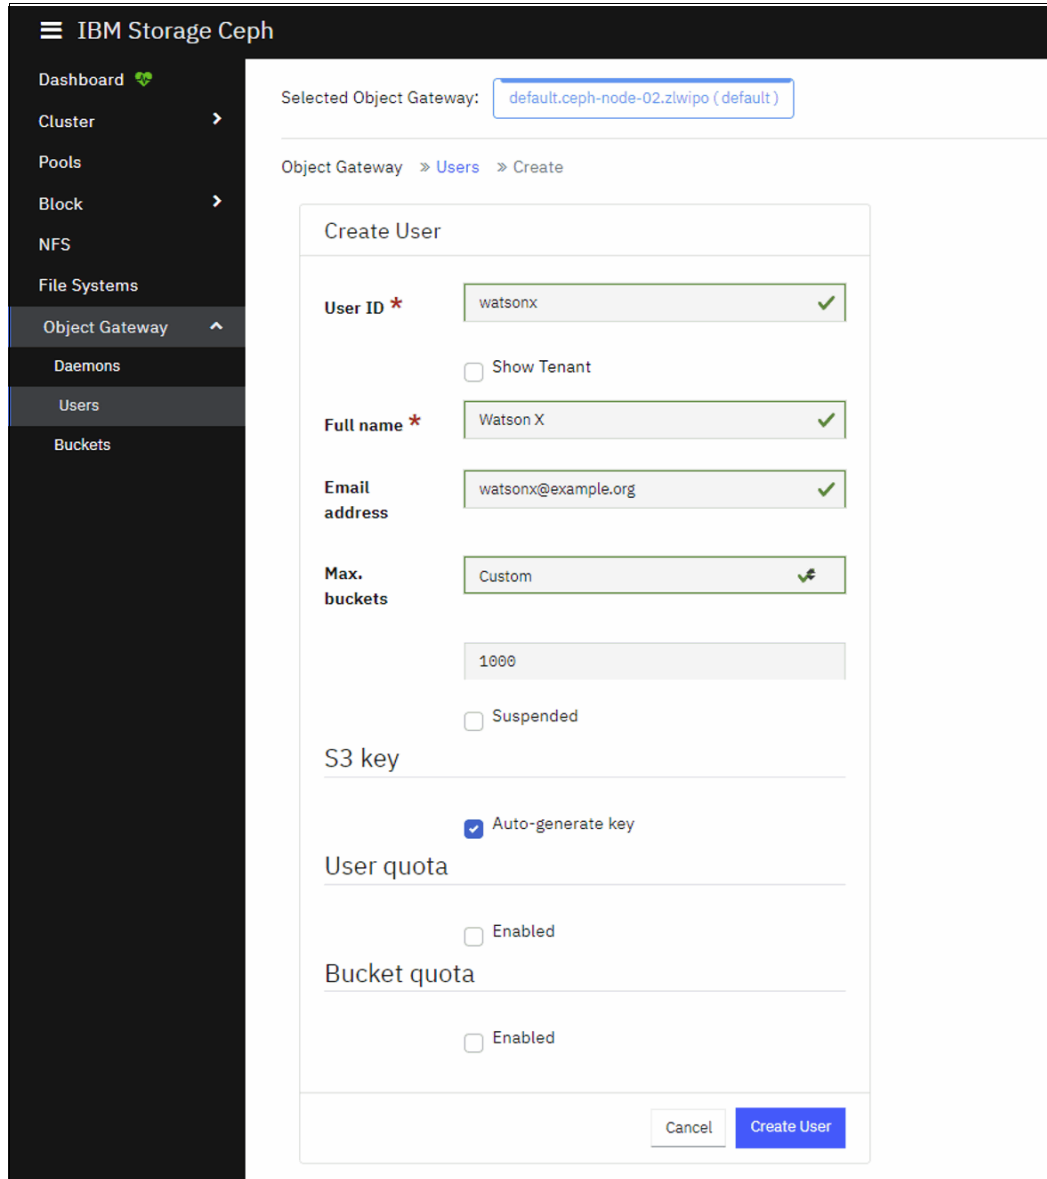 IBM Storage Ceph
Dashboard
Cluster
Pools
Block
NFS
File Systems
Object Gateway
Daemons
Users
Buckets
Selected Object Gateway: default.ceph-node-02.zlwipo ( default )
Object Gateway » Users » Create
Create User
User ID * watsonx
Show Tenant
Full name * Watson X
Email
address
watsonx@example.org
Max.
buckets
Custom
1000
Suspended
S3 key
Auto-generate key
User quota
Enabled
Bucket quota
Enabled
Cancel Create User